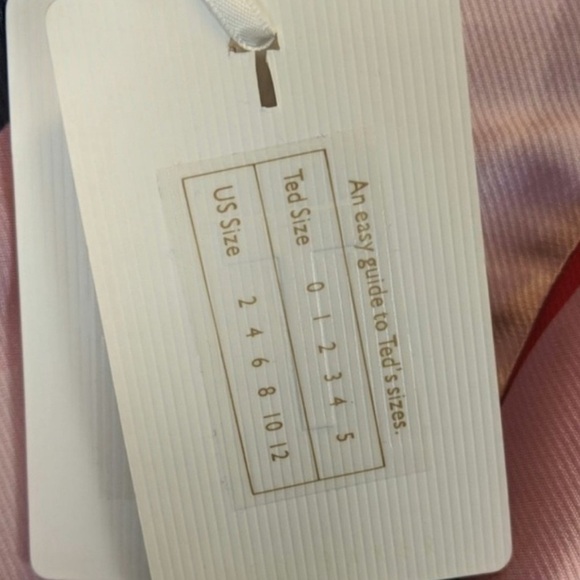 An easy guide to Ted's sizes.
Ted Size 0 1 2 3 4 5
US Size 2 4 6 8 10 12